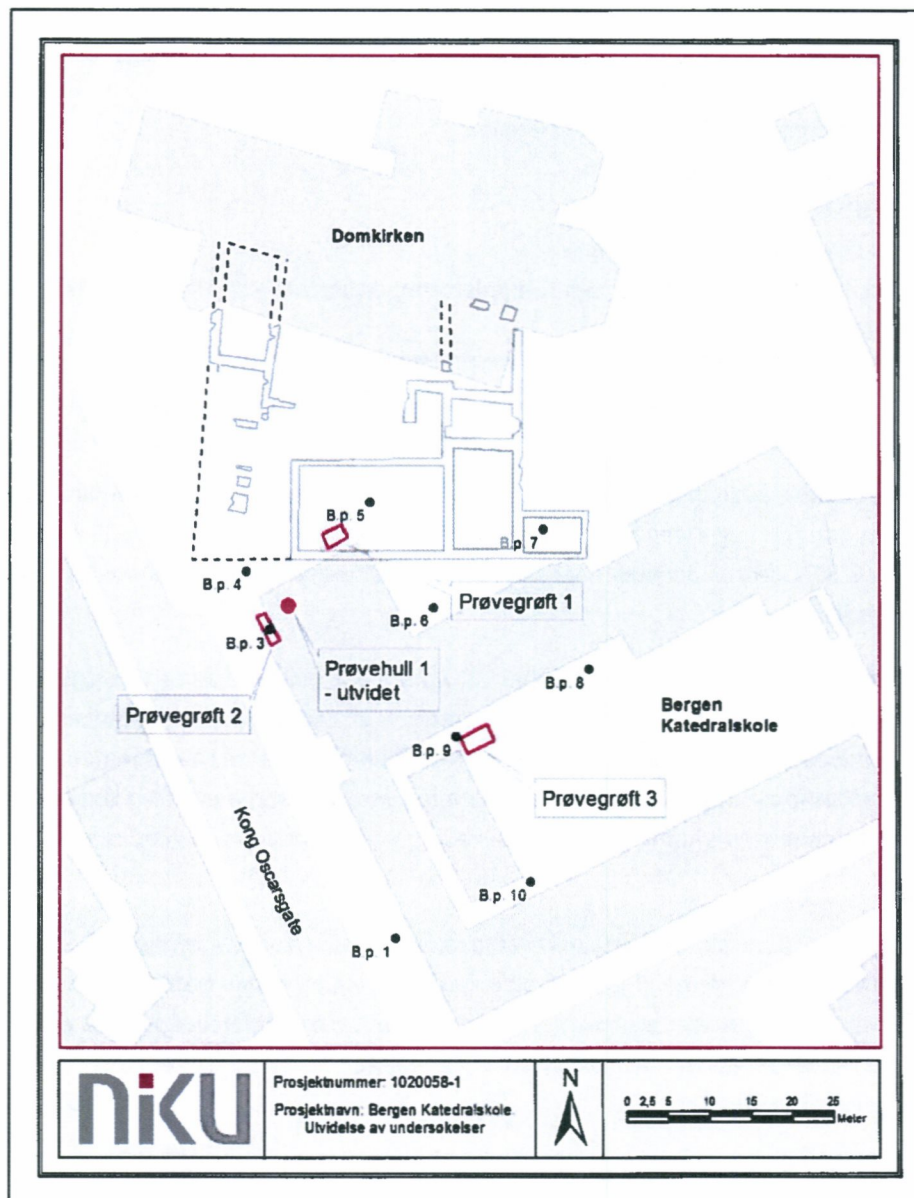 Domkirken
B.p. 5
B.p. 7
B.p. 4
Prøvegrøft 1
B.p. 6
B.p. 3
Prøvehull 1
- utvidet
B.p. 8
Prøvegrøft 2
Bergen
Katedralskole
B.p. 9
Prøvegrøft 3
Kong Oscarsgate
B.p. 10
B.p. 1
niku
Prosjektnummer: 1020058-1
Prosjektnavn: Bergen Katedralskole.
Utvidelse av undersøkelser
N
0 2,5 5 10 15 20 25
Meter